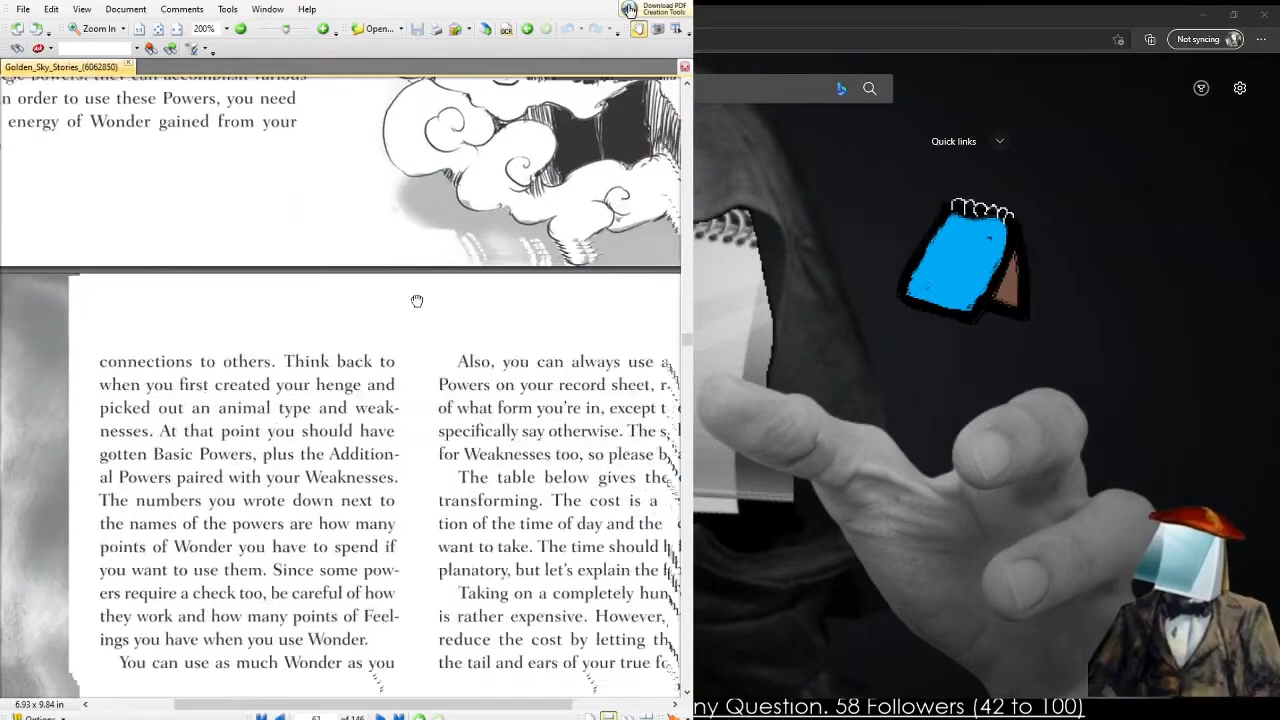 File Edit View Document Comments Tools Window Help
Download PDF
Creation Tools
Zoom In
200%
Open...
Golden_Sky_Stories_(6062850)
n order to use these Powers, you need
energy of Wonder gained from your
connections to others. Think back to
when you first created your henge and
picked out an animal type and weak-
nesses. At that point you should have
gotten Basic Powers, plus the Addition-
al Powers paired with your Weaknesses.
The numbers you wrote down next to
the names of the powers are how many
points of Wonder you have to spend if
you want to use them. Since some pow-
ers require a check too, be careful of how
they work and how many points of Feel-
ings you have when you use Wonder.
You can use as much Wonder as you
Also, you can always use
Powers on your record sheet,
of what form you're in, except
specifically say otherwise. The
for Weaknesses too, so please
The table below gives the
transforming. The cost is a
tion of the time of day and the
want to take. The time should
planatory, but let's explain the
Taking on a completely
is rather expensive. However,
reduce the cost by letting
the tail and ears of your true
6.93 x 9.84 in
Options
62 of 146
Not syncing
Quick links
ny Question. 58 Followers (42 to 100)